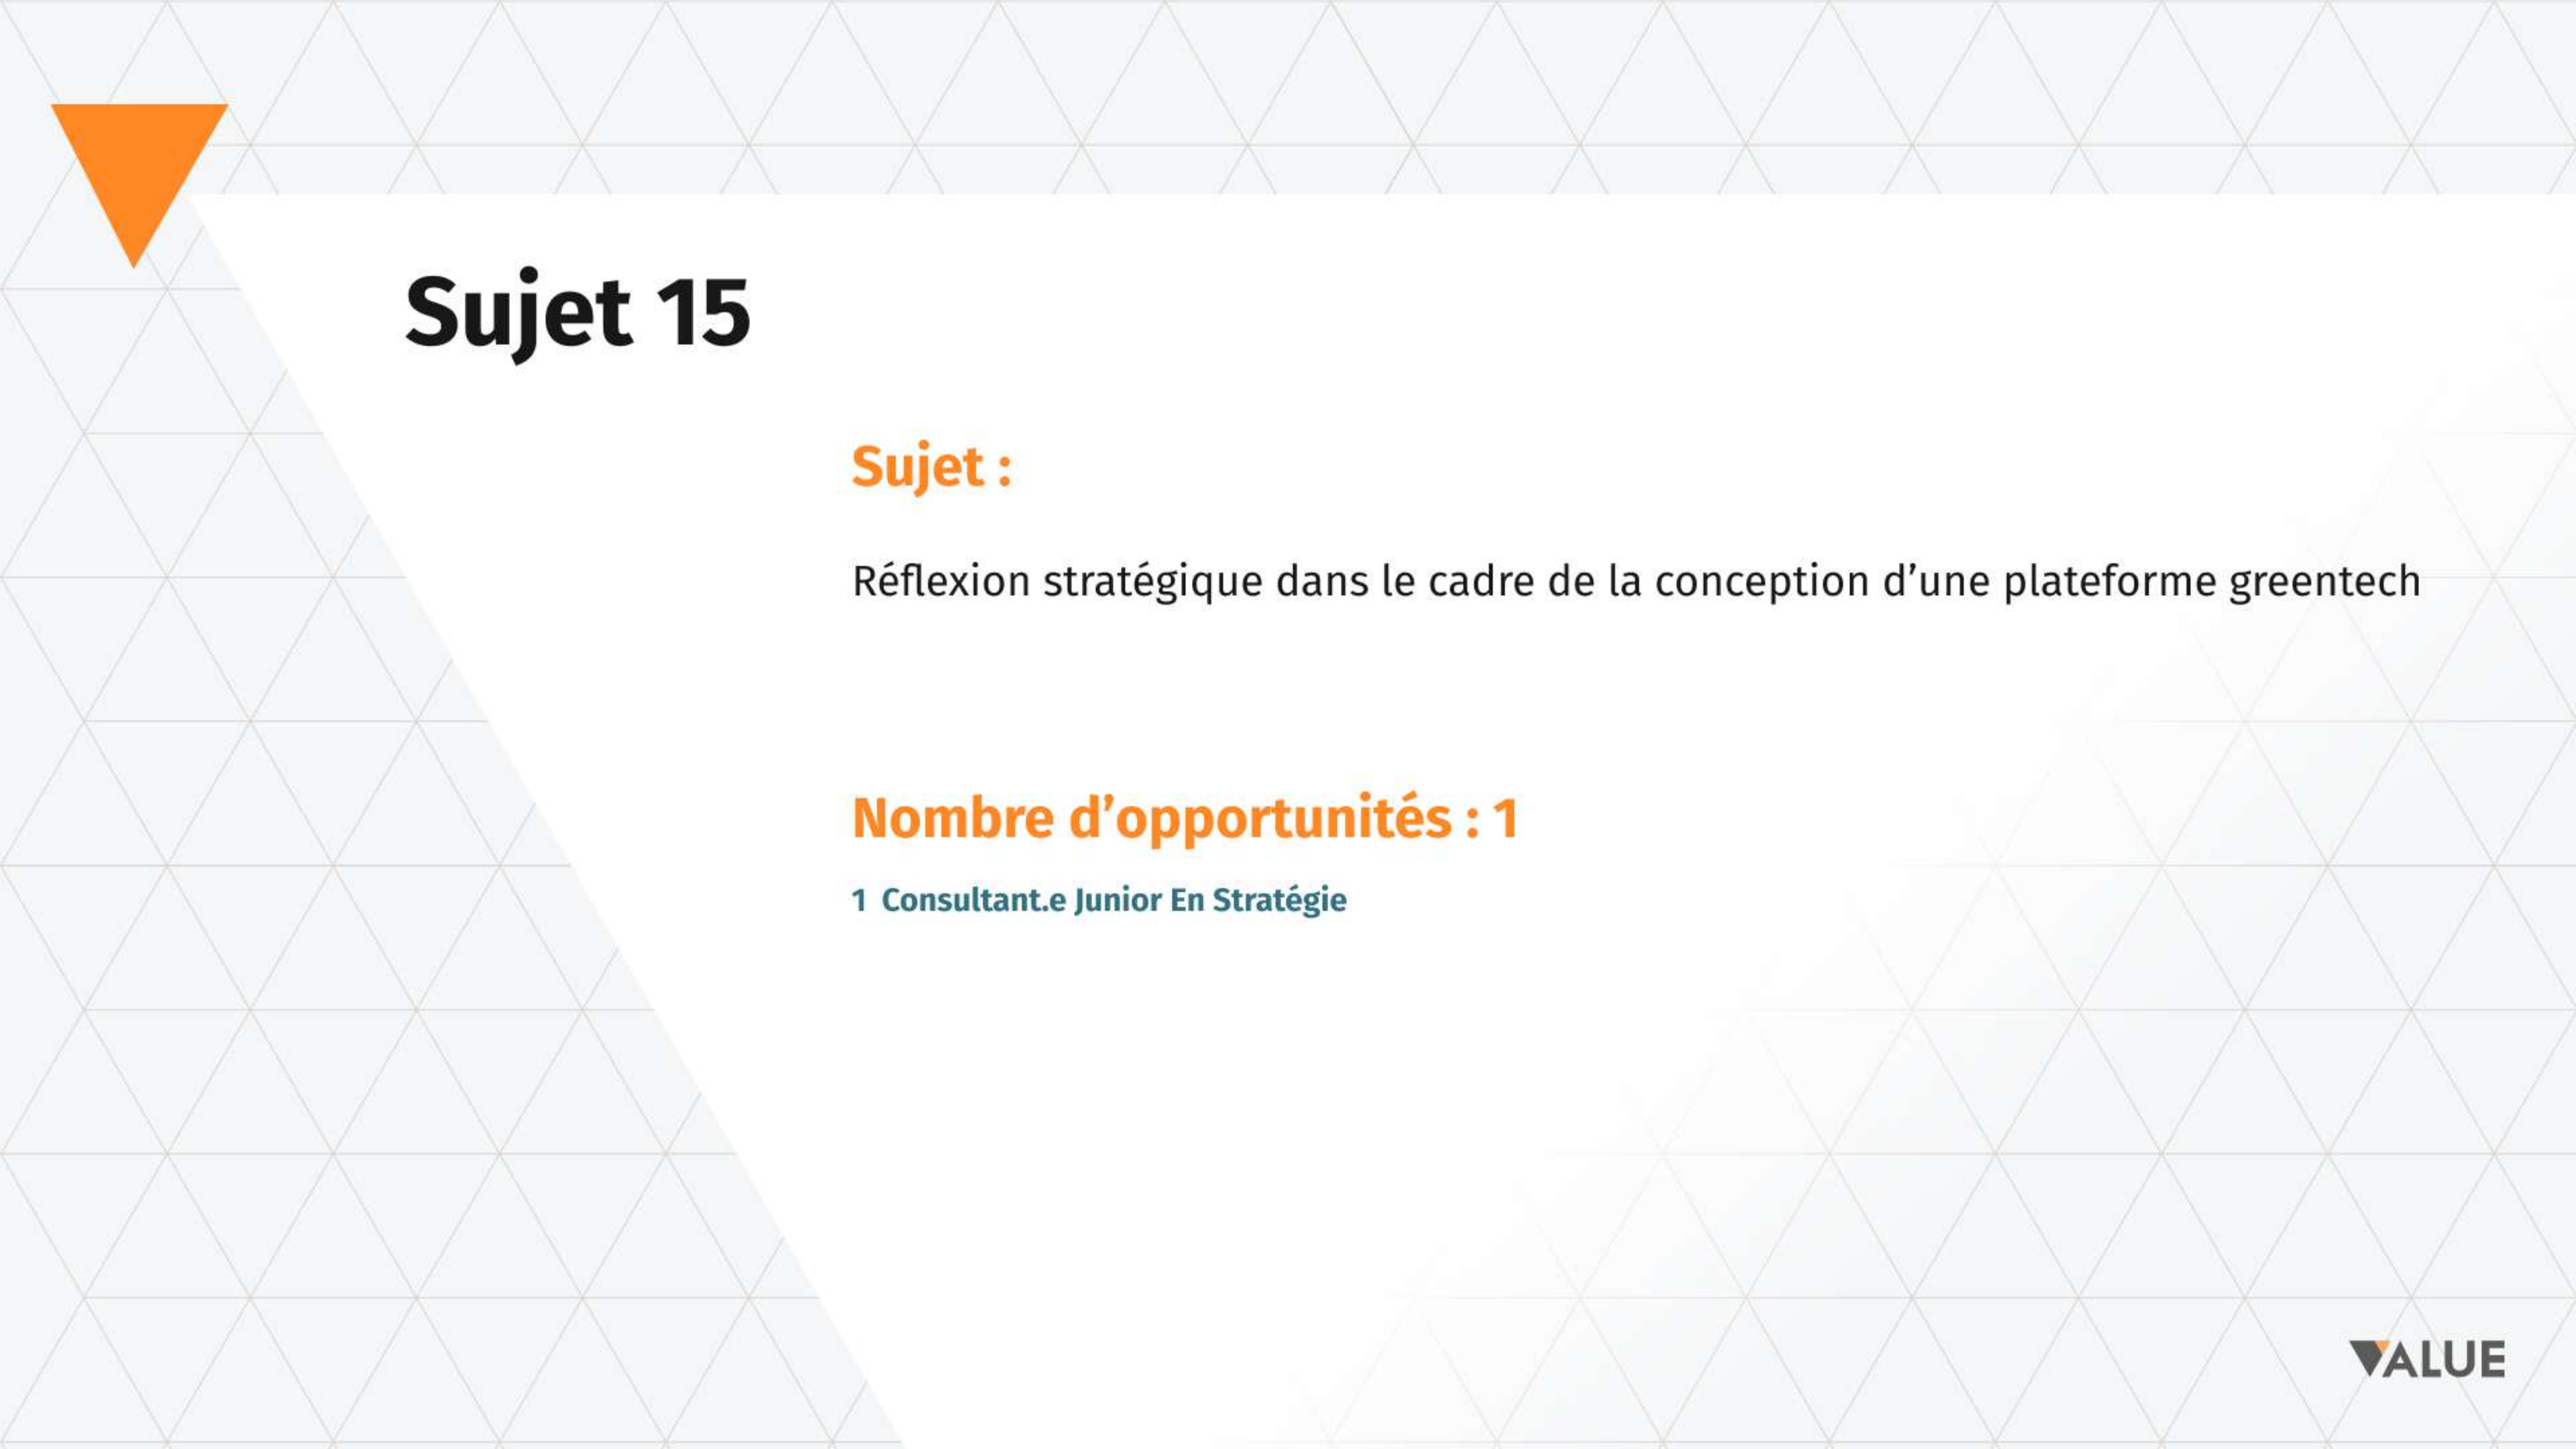 Sujet 15
Sujet :
Réflexion stratégique dans le cadre de la conception d’une plateforme greentech
Nombre d’opportunités : 1
1 Consultant.e Junior En Stratégie
VALUE